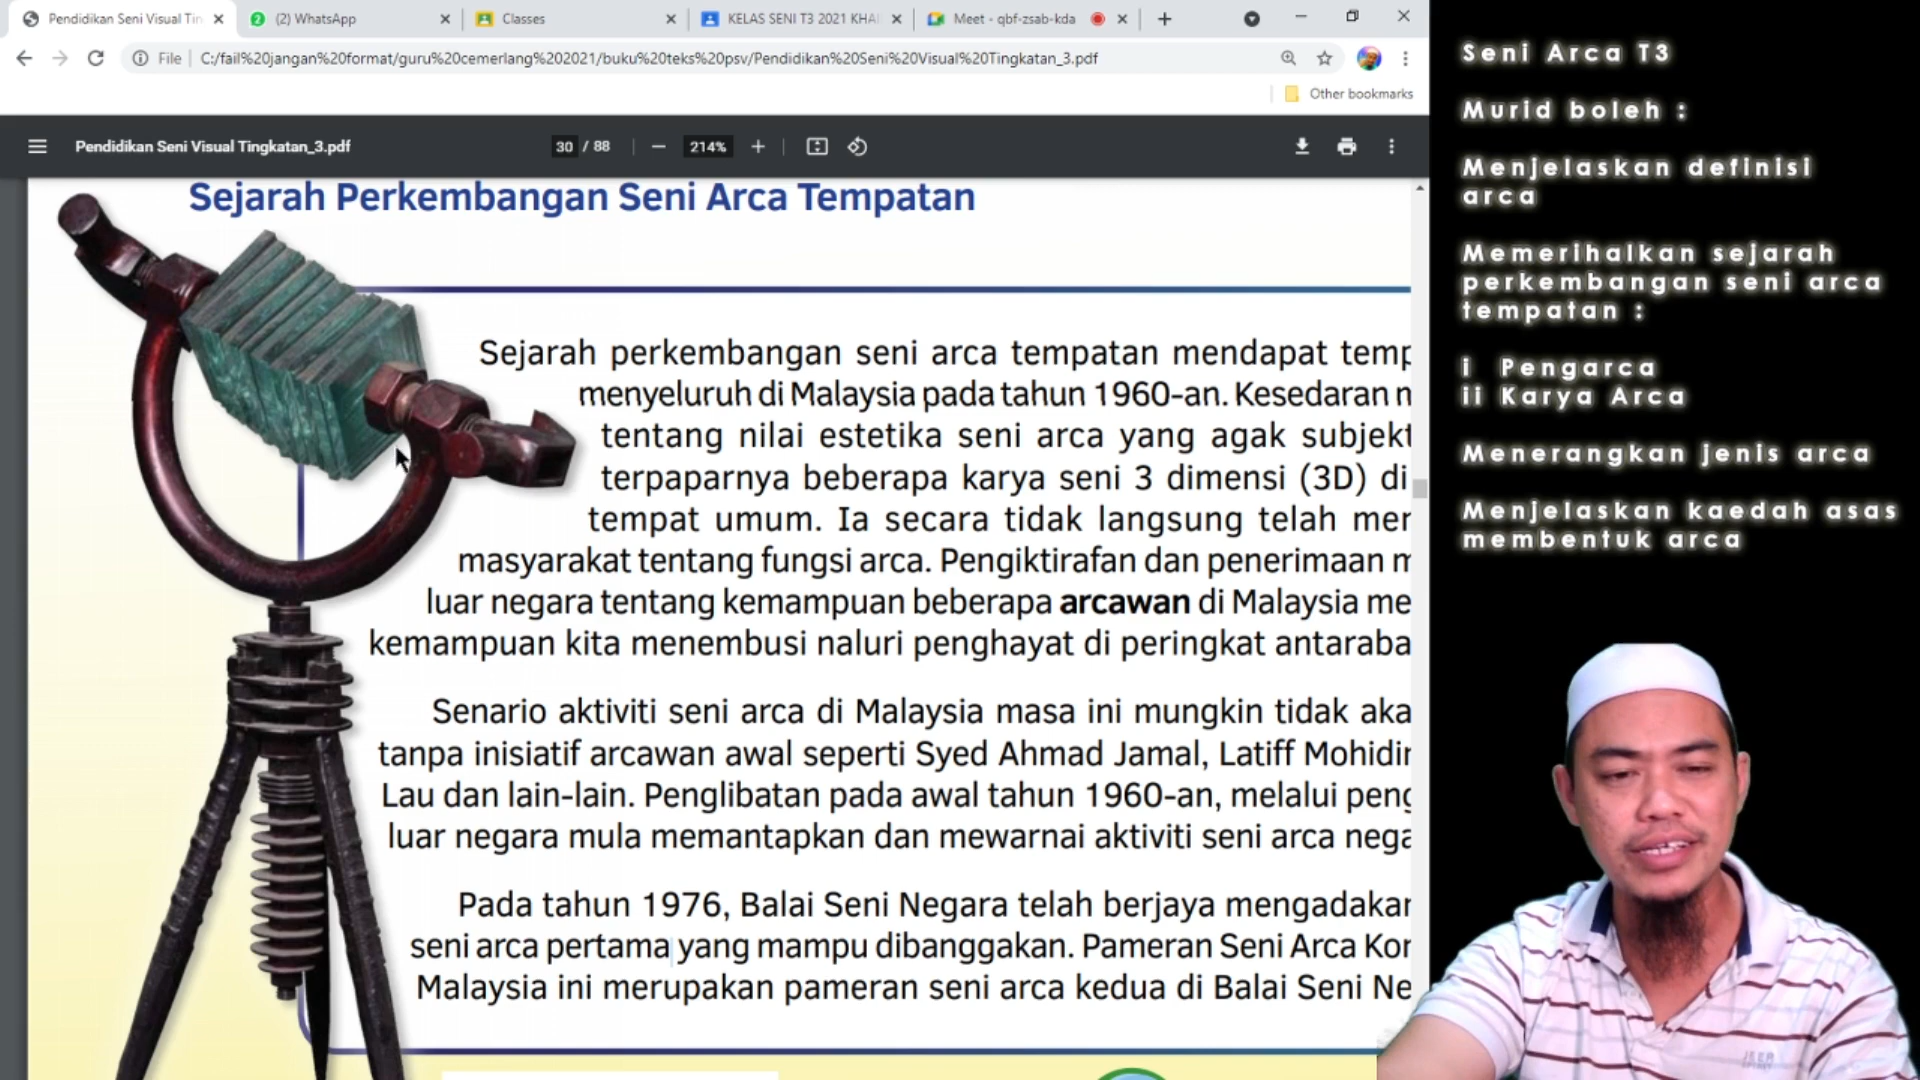 Pendidikan Seni Visual Tin
(2) WhatsApp
Classes
KELAS SENI T3 2021 KHA
Meet - qbf-zsab-kda
File
C:/fail%20jangan%20format/guru%20cemerlang%202021/buku%20teks%20psv/Pendidikan%20Seni%20Visual%20Tingkatan_3.pdf
Other bookmarks
Pendidikan Seni Visual Tingkatan_3.pdf
30 / 88
214%
Sejarah Perkembangan Seni Arca Tempatan
Sejarah perkembangan seni arca tempatan mendapat temp
menyeluruh di Malaysia pada tahun 1960-an. Kesedaran m
tentang nilai estetika seni arca yang agak subjekt
terpaparnya beberapa karya seni 3 dimensi (3D) di
tempat umum. Ia secara tidak langsung telah mer
masyarakat tentang fungsi arca. Pengiktirafan dan penerimaan m
luar negara tentang kemampuan beberapa arcawan di Malaysia me
kemampuan kita menembusi naluri penghayat di peringkat antaraba
Senario aktiviti seni arca di Malaysia masa ini mungkin tidak aka
tanpa inisiatif arcawan awal seperti Syed Ahmad Jamal, Latiff Mohidin
Lau dan lain-lain. Penglibatan pada awal tahun 1960-an, melalui peng
luar negara mula memantapkan dan mewarnai aktiviti seni arca nega
Pada tahun 1976, Balai Seni Negara telah berjaya mengadakan
seni arca pertama yang mampu dibanggakan. Pameran Seni Arca Kon
Malaysia ini merupakan pameran seni arca kedua di Balai Seni Ne
Seni Arca T3
Murid boleh :
Menjelaskan definisi
arca
Memerihalkan sejarah
perkembangan seni arca
tempatan :
i Pengarca
ii Karya Arca
Menerangkan jenis arca
Menjelaskan kaedah asas
membentuk arca